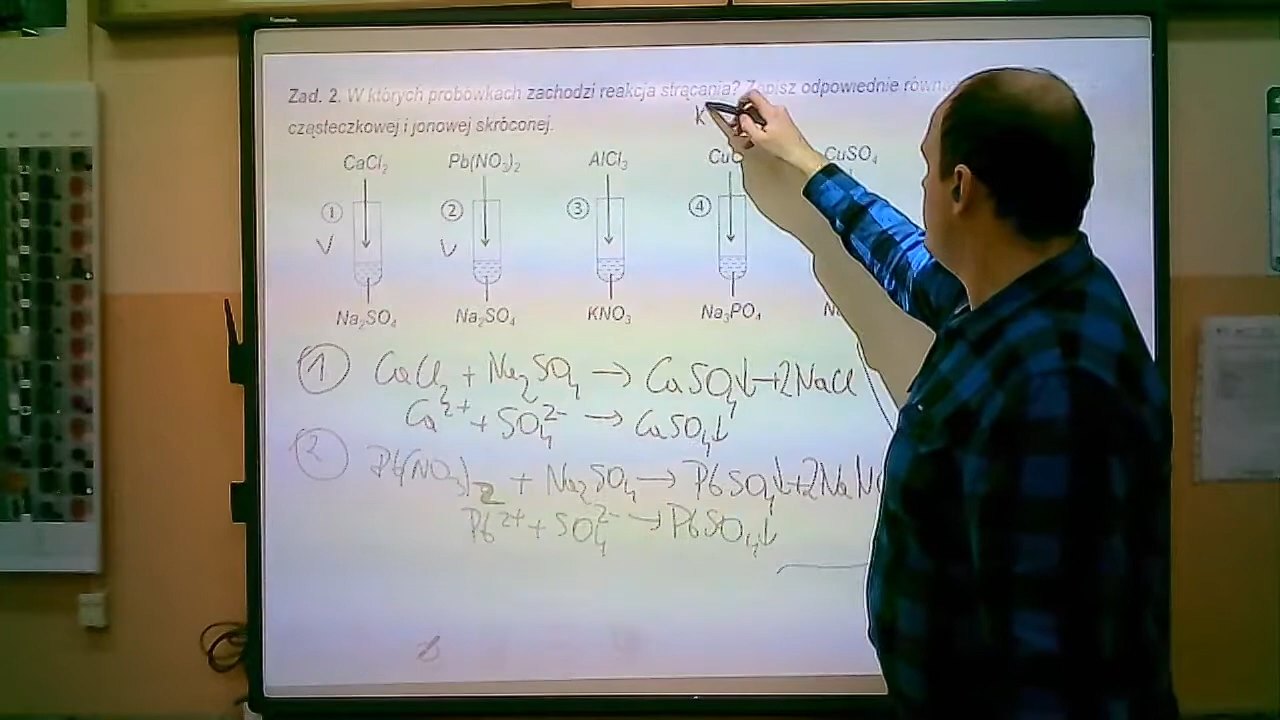 Zad. 2. W których probówkach zachodzi reakcja strącania? Zapisz odpowiednie
K
cząsteczkowej i jonowej skróconej.
CaCl₂ Pb(NO₃)₂ AlCl₃ CuSO₄
① ② ③ ④
V V
Na₂SO₄ Na₂SO₄ KNO₃ Na₃PO₄
① CaCl₂ + Na₂SO₄ → CaSO₄↓+2NaCl
Ca²⁺ + SO₄²⁻ → CaSO₄↓
② Pb(NO₃)₂ + Na₂SO₄ → PbSO₄↓+2Na
Pb²⁺ + SO₄²⁻ → PbSO₄↓